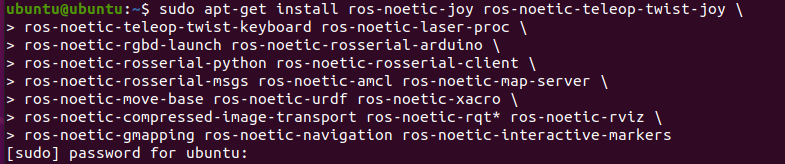 ubuntu@ubuntu:~$ sudo apt-get install ros-noetic-joy ros-noetic-teleop-twist-joy \
> ros-noetic-teleop-twist-keyboard ros-noetic-laser-proc \
> ros-noetic-rgbd-launch ros-noetic-rosserial-arduino \
> ros-noetic-rosserial-python ros-noetic-rosserial-client \
> ros-noetic-rosserial-msgs ros-noetic-amcl ros-noetic-map-server \
> ros-noetic-move-base ros-noetic-urdf ros-noetic-xacro \
> ros-noetic-compressed-image-transport ros-noetic-rqt* ros-noetic-rviz \
> ros-noetic-gmapping ros-noetic-navigation ros-noetic-interactive-markers
[sudo] password for ubuntu: